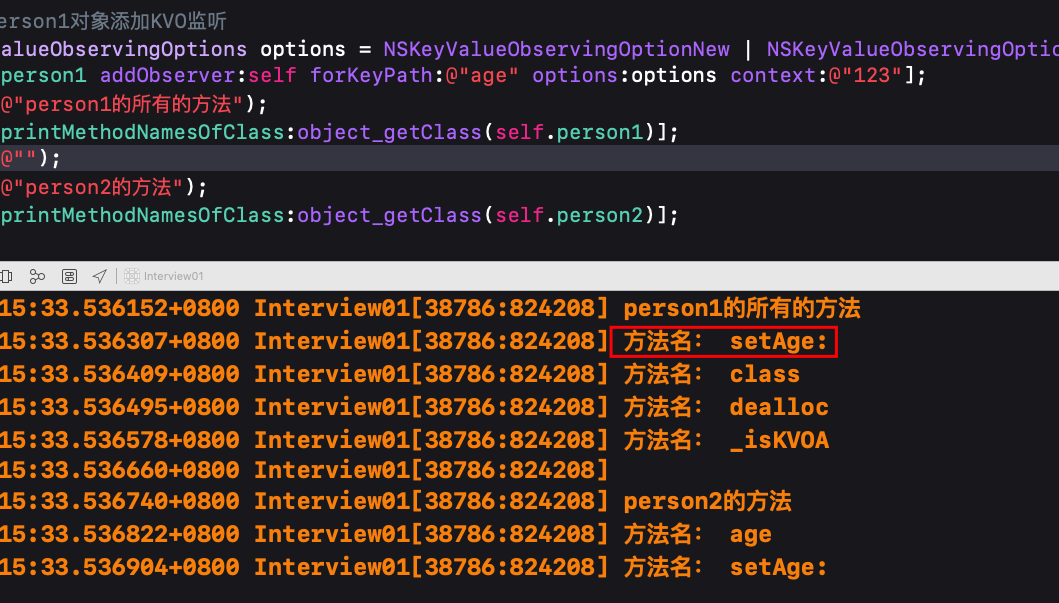 erson1对象添加KVO监听
alueObservingOptions options = NSKeyValueObservingOptionNew | NSKeyValueObservingOptio
person1 addObserver:self forKeyPath:@"age" options:options context:@"123"];
@"person1的所有的方法");
printMethodNamesOfClass:object_getClass(self.person1)];
@"");
@"person2的方法");
printMethodNamesOfClass:object_getClass(self.person2)];
Interview01
15:33.536152+0800 Interview01[38786:824208] person1的所有的方法
15:33.536307+0800 Interview01[38786:824208] 方法名： setAge:
15:33.536409+0800 Interview01[38786:824208] 方法名： class
15:33.536495+0800 Interview01[38786:824208] 方法名： dealloc
15:33.536578+0800 Interview01[38786:824208] 方法名： _isKVOA
15:33.536660+0800 Interview01[38786:824208]
15:33.536740+0800 Interview01[38786:824208] person2的方法
15:33.536822+0800 Interview01[38786:824208] 方法名： age
15:33.536904+0800 Interview01[38786:824208] 方法名： setAge: